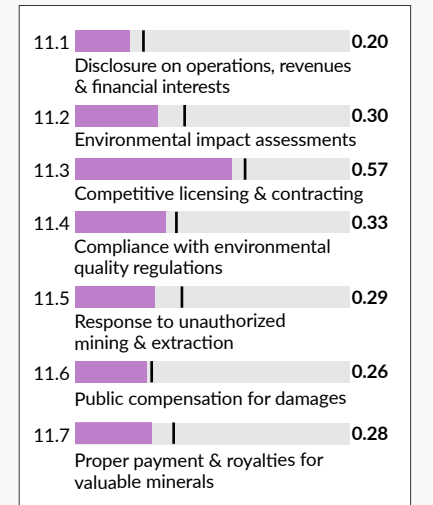 11.1 0.20
Disclosure on operations, revenues
& financial interests
11.2 0.30
Environmental impact assessments
11.3 0.57
Competitive licensing & contracting
11.4 0.33
Compliance with environmental
quality regulations
11.5 0.29
Response to unauthorized
mining & extraction
11.6 0.26
Public compensation for damages
11.7 0.28
Proper payment & royalties for
valuable minerals